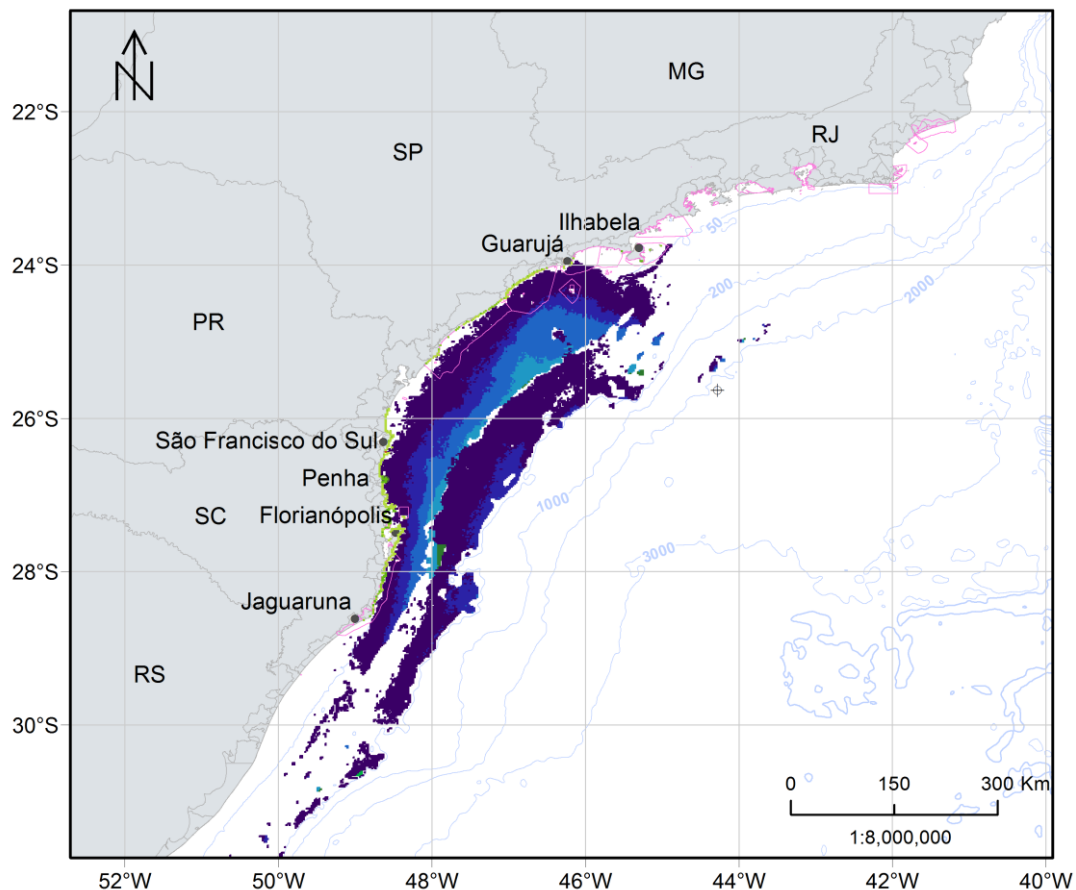 N
MG
22°S
RJ
SP
Ilhabela
50
Guarujá
24°S
200
2000
PR
26°S
São Francisco do Sul
Penha
1000
SC
Florianópolis
3000
28°S
Jaguaruna
RS
30°S
0 150 300 Km
1:8,000,000
52°W 50°W 48°W 46°W 44°W 42°W 40°W